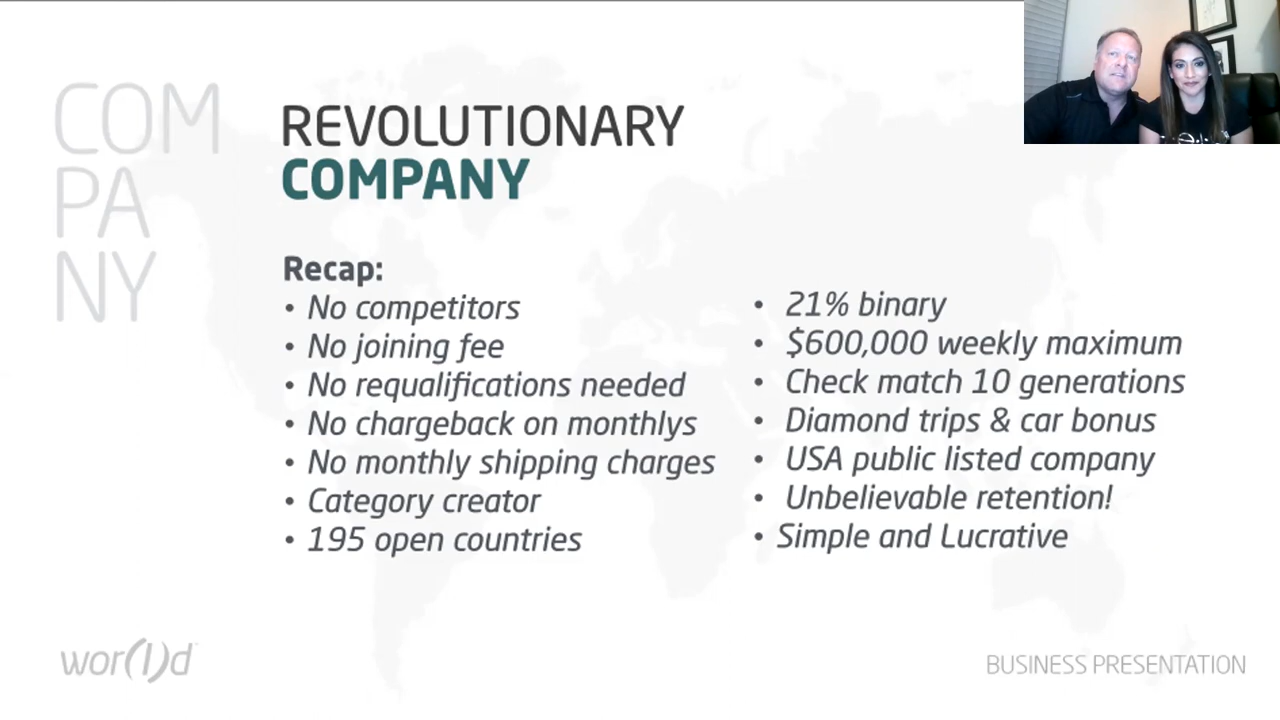 COM
PA
NY
REVOLUTIONARY
COMPANY
Recap:
• No competitors
• No joining fee
• No requalifications needed
• No chargeback on monthlys
• No monthly shipping charges
• Category creator
• 195 open countries
• 21% binary
• $600,000 weekly maximum
• Check match 10 generations
• Diamond trips & car bonus
• USA public listed company
• Unbelievable retention!
• Simple and Lucrative
wor(l)d
BUSINESS PRESENTATION